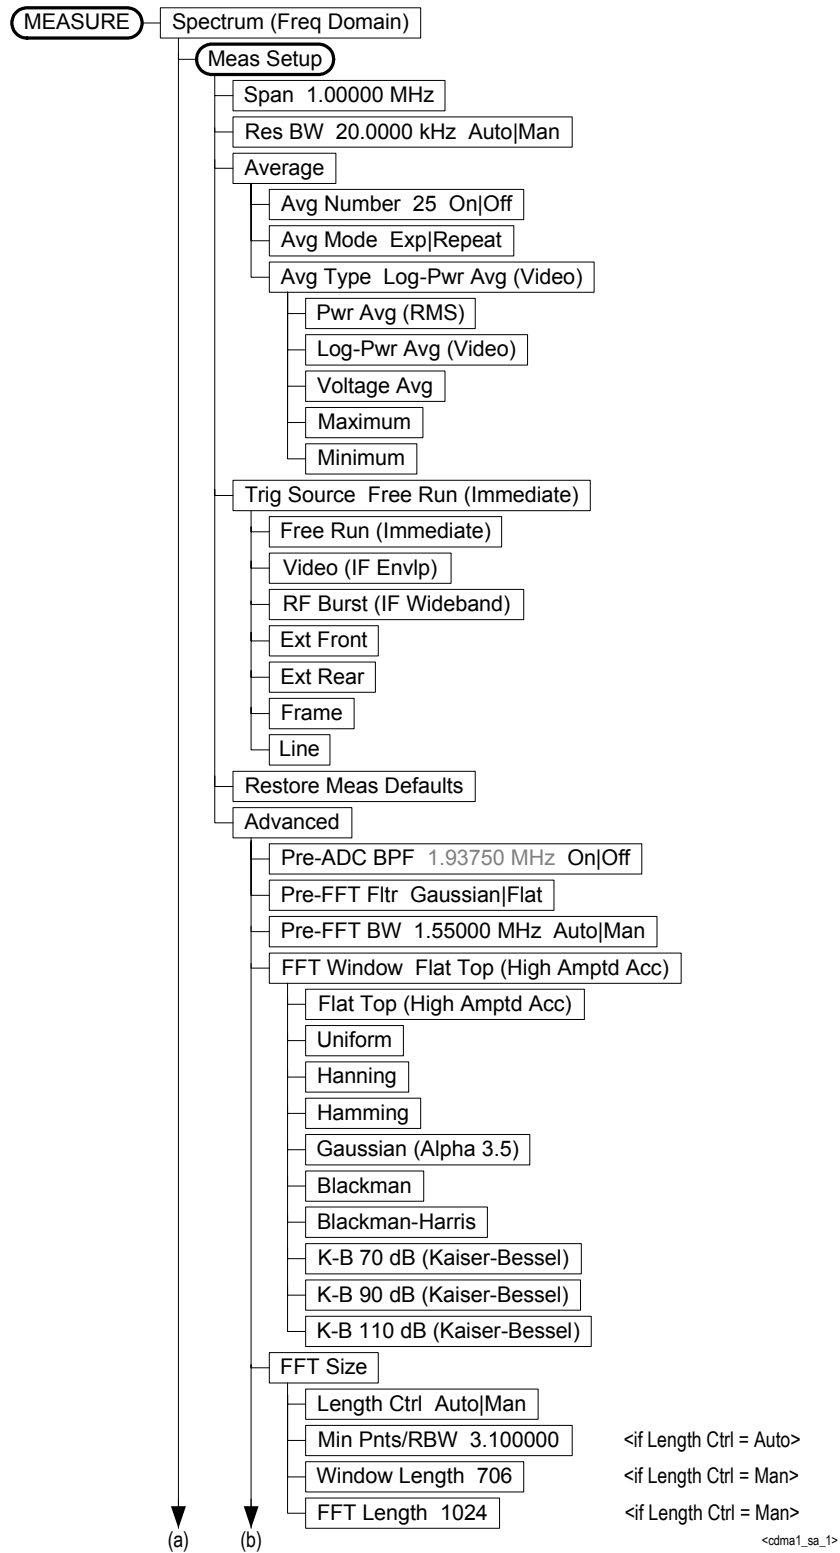 MEASURE Spectrum (Freq Domain)
Meas Setup
Span 1.00000 MHz
Res BW 20.0000 kHz Auto|Man
Average
Avg Number 25 On|Off
Avg Mode Exp|Repeat
Avg Type Log-Pwr Avg (Video)
Pwr Avg (RMS)
Log-Pwr Avg (Video)
Voltage Avg
Maximum
Minimum
Trig Source Free Run (Immediate)
Free Run (Immediate)
Video (IF Envlp)
RF Burst (IF Wideband)
Ext Front
Ext Rear
Frame
Line
Restore Meas Defaults
Advanced
Pre-ADC BPF 1.93750 MHz On|Off
Pre-FFT Fltr Gaussian|Flat
Pre-FFT BW 1.55000 MHz Auto|Man
FFT Window Flat Top (High Amptd Acc)
Flat Top (High Amptd Acc)
Uniform
Hanning
Hamming
Gaussian (Alpha 3.5)
Blackman
Blackman-Harris
K-B 70 dB (Kaiser-Bessel)
K-B 90 dB (Kaiser-Bessel)
K-B 110 dB (Kaiser-Bessel)
FFT Size
Length Ctrl Auto|Man
Min Pnts/RBW 3.100000 <if Length Ctrl = Auto>
Window Length 706 <if Length Ctrl = Man>
FFT Length 1024 <if Length Ctrl = Man>
(a) (b) <cdma1_sa_1>